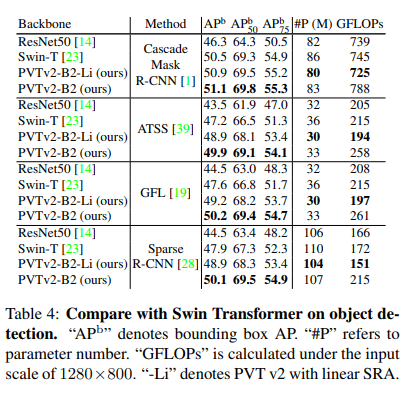 Backbone Method APᵇ APᵇ₅₀ APᵇ₇₅ #P (M) GFLOPs
ResNet50 [14] Cascade Mask R-CNN [1] 46.3 64.3 50.5 82 739
Swin-T [23] 50.5 69.3 54.9 86 745
PVTv2-B2-Li (ours) 50.9 69.5 55.2 80 725
PVTv2-B2 (ours) 51.1 69.8 55.3 83 788
ResNet50 [14] ATSS [39] 43.5 61.9 47.0 32 205
Swin-T [23] 47.2 66.5 51.3 36 215
PVTv2-B2-Li (ours) 48.9 68.1 53.4 30 194
PVTv2-B2 (ours) 49.9 69.1 54.1 33 258
ResNet50 [14] GFL [19] 44.5 63.0 48.3 32 208
Swin-T [23] 47.6 66.8 51.7 36 215
PVTv2-B2-Li (ours) 49.2 68.2 53.7 30 197
PVTv2-B2 (ours) 50.2 69.4 54.7 33 261
ResNet50 [14] Sparse R-CNN [28] 44.5 63.4 48.2 106 166
Swin-T [23] 47.9 67.3 52.3 110 172
PVTv2-B2-Li (ours) 48.9 68.3 53.4 104 151
PVTv2-B2 (ours) 50.1 69.5 54.9 107 215
Table 4: Compare with Swin Transformer on object de-
tection. “APᵇ” denotes bounding box AP. “#P” refers to
parameter number. “GFLOPs” is calculated under the input
scale of 1280×800. “-Li” denotes PVT v2 with linear SRA.